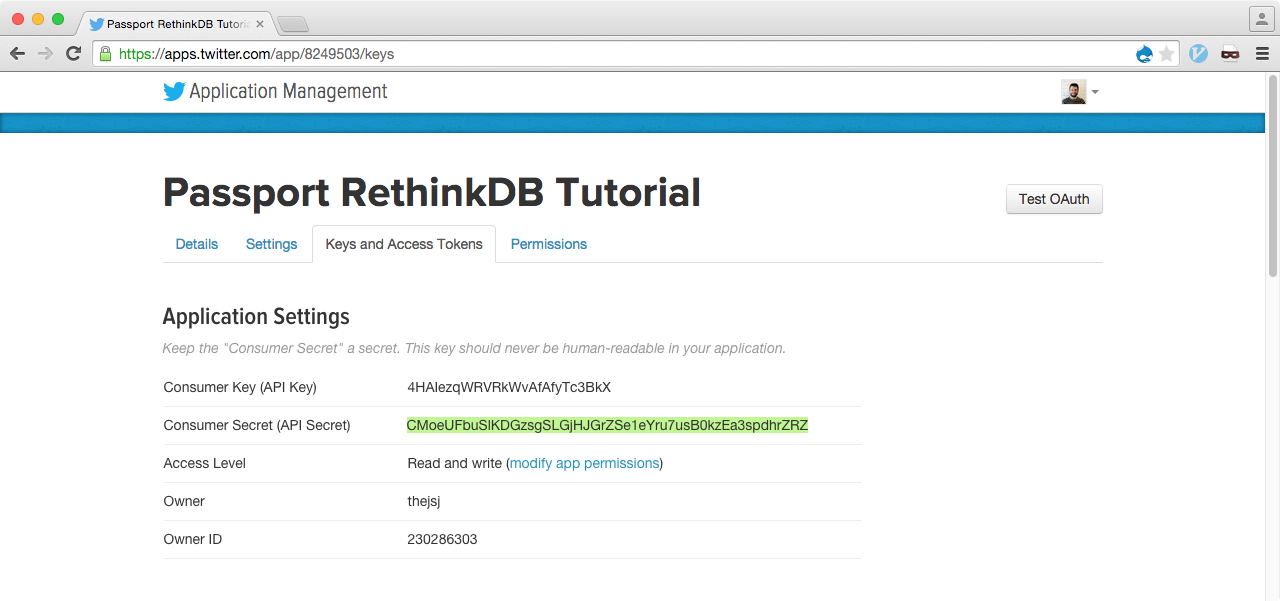 Passport RethinkDB Tutoria
https://apps.twitter.com/app/8249503/keys
Application Management
Passport RethinkDB Tutorial
Test OAuth
Details Settings Keys and Access Tokens Permissions
Application Settings
Keep the "Consumer Secret" a secret. This key should never be human-readable in your application.
Consumer Key (API Key) 4HAlezqWRVRkWvAfAfyTc3BkX
Consumer Secret (API Secret) CMoeUFbuSlKDGzsgSLGjHJGrZSe1eYru7usB0kzEa3spdhrZRZ
Access Level Read and write (modify app permissions)
Owner thejsj
Owner ID 230286303